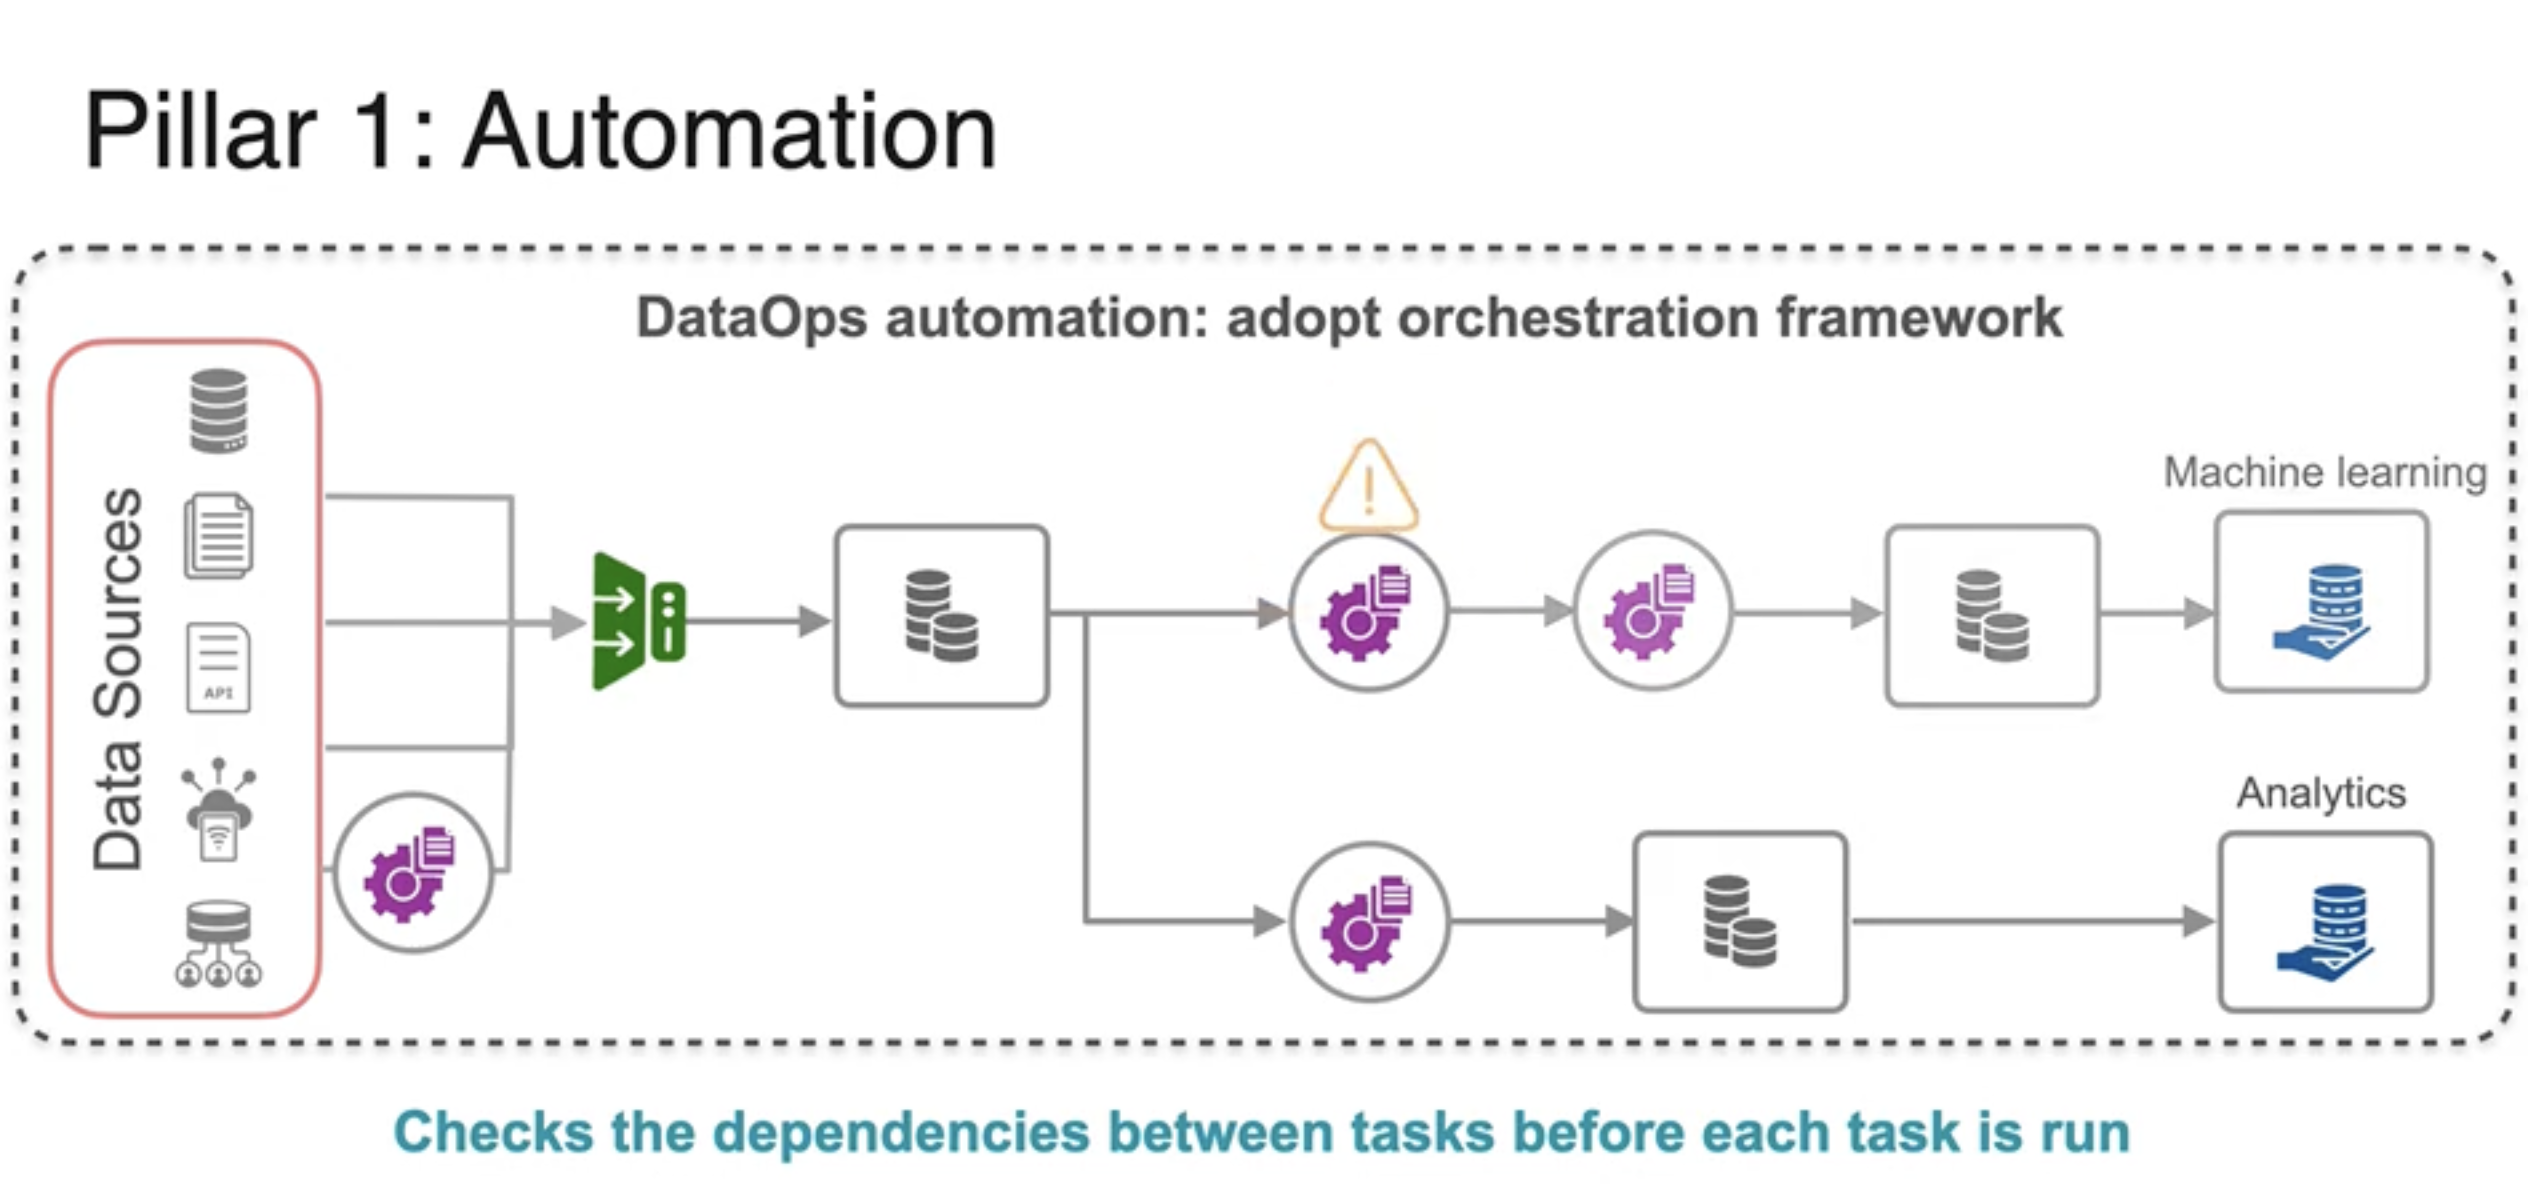 Pillar 1: Automation
DataOps automation: adopt orchestration framework
Data Sources
API
Machine learning
Analytics
Checks the dependencies between tasks before each task is run